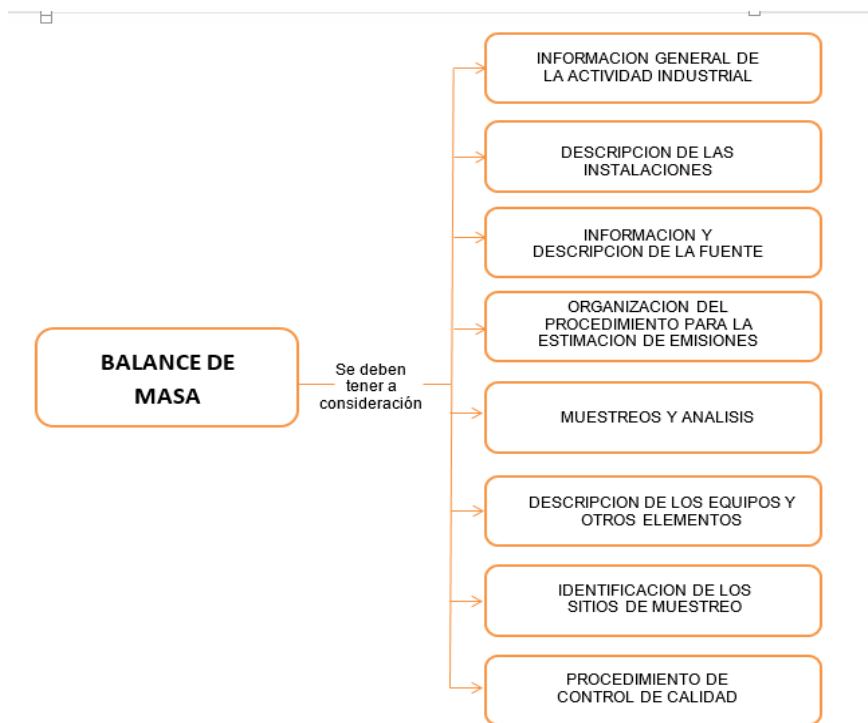 BALANCE DE
MASA
Se deben
tener a
consideración
INFORMACION GENERAL DE
LA ACTIVIDAD INDUSTRIAL
DESCRIPCION DE LAS
INSTALACIONES
INFORMACION Y
DESCRIPCION DE LA FUENTE
ORGANIZACION DEL
PROCEDIMIENTO PARA LA
ESTIMACION DE EMISIONES
MUESTREOS Y ANALISIS
DESCRIPCION DE LOS EQUIPOS Y
OTROS ELEMENTOS
IDENTIFICACION DE LOS
SITIOS DE MUESTREO
PROCEDIMIENTO DE
CONTROL DE CALIDAD